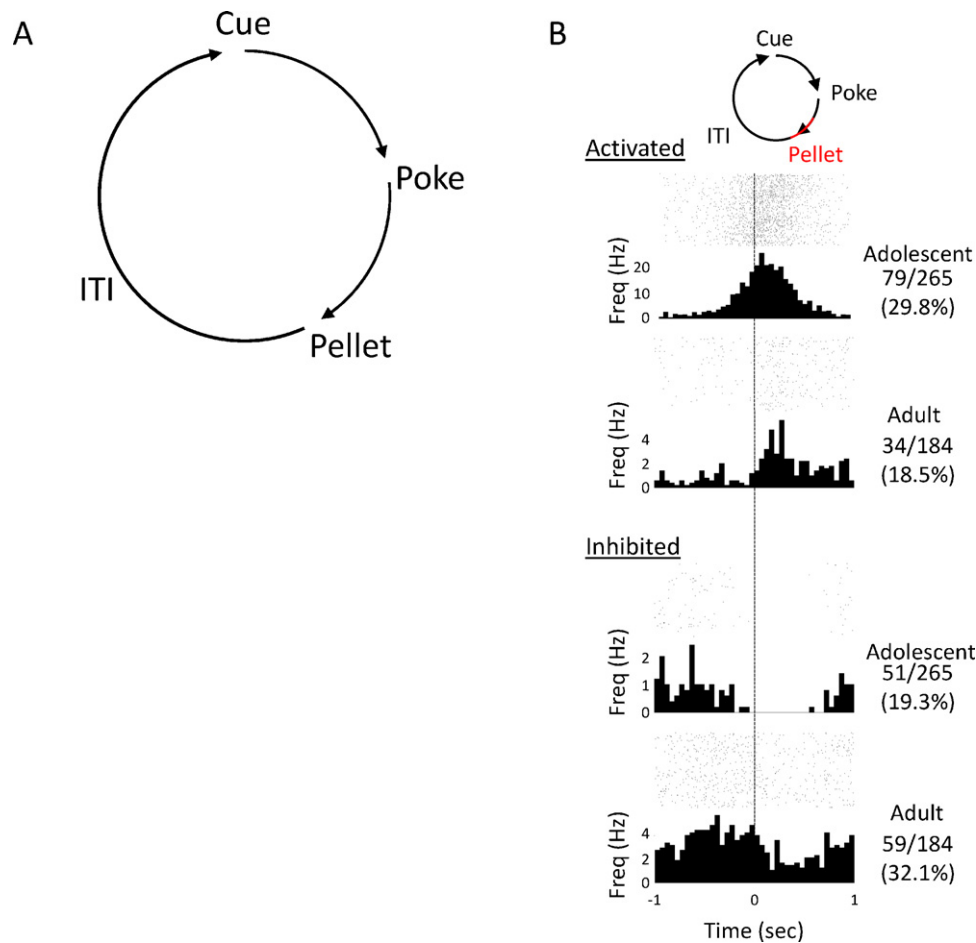 A
Cue
Poke
Pellet
ITI
B
Cue
Poke
Pellet
ITI
Activated
Freq (Hz)
20
10
0
Adolescent
79/265
(29.8%)
Freq (Hz)
4
2
0
Adult
34/184
(18.5%)
Inhibited
Freq (Hz)
2
1
0
Adolescent
51/265
(19.3%)
Freq (Hz)
4
2
0
Adult
59/184
(32.1%)
-1 0 1
Time (sec)